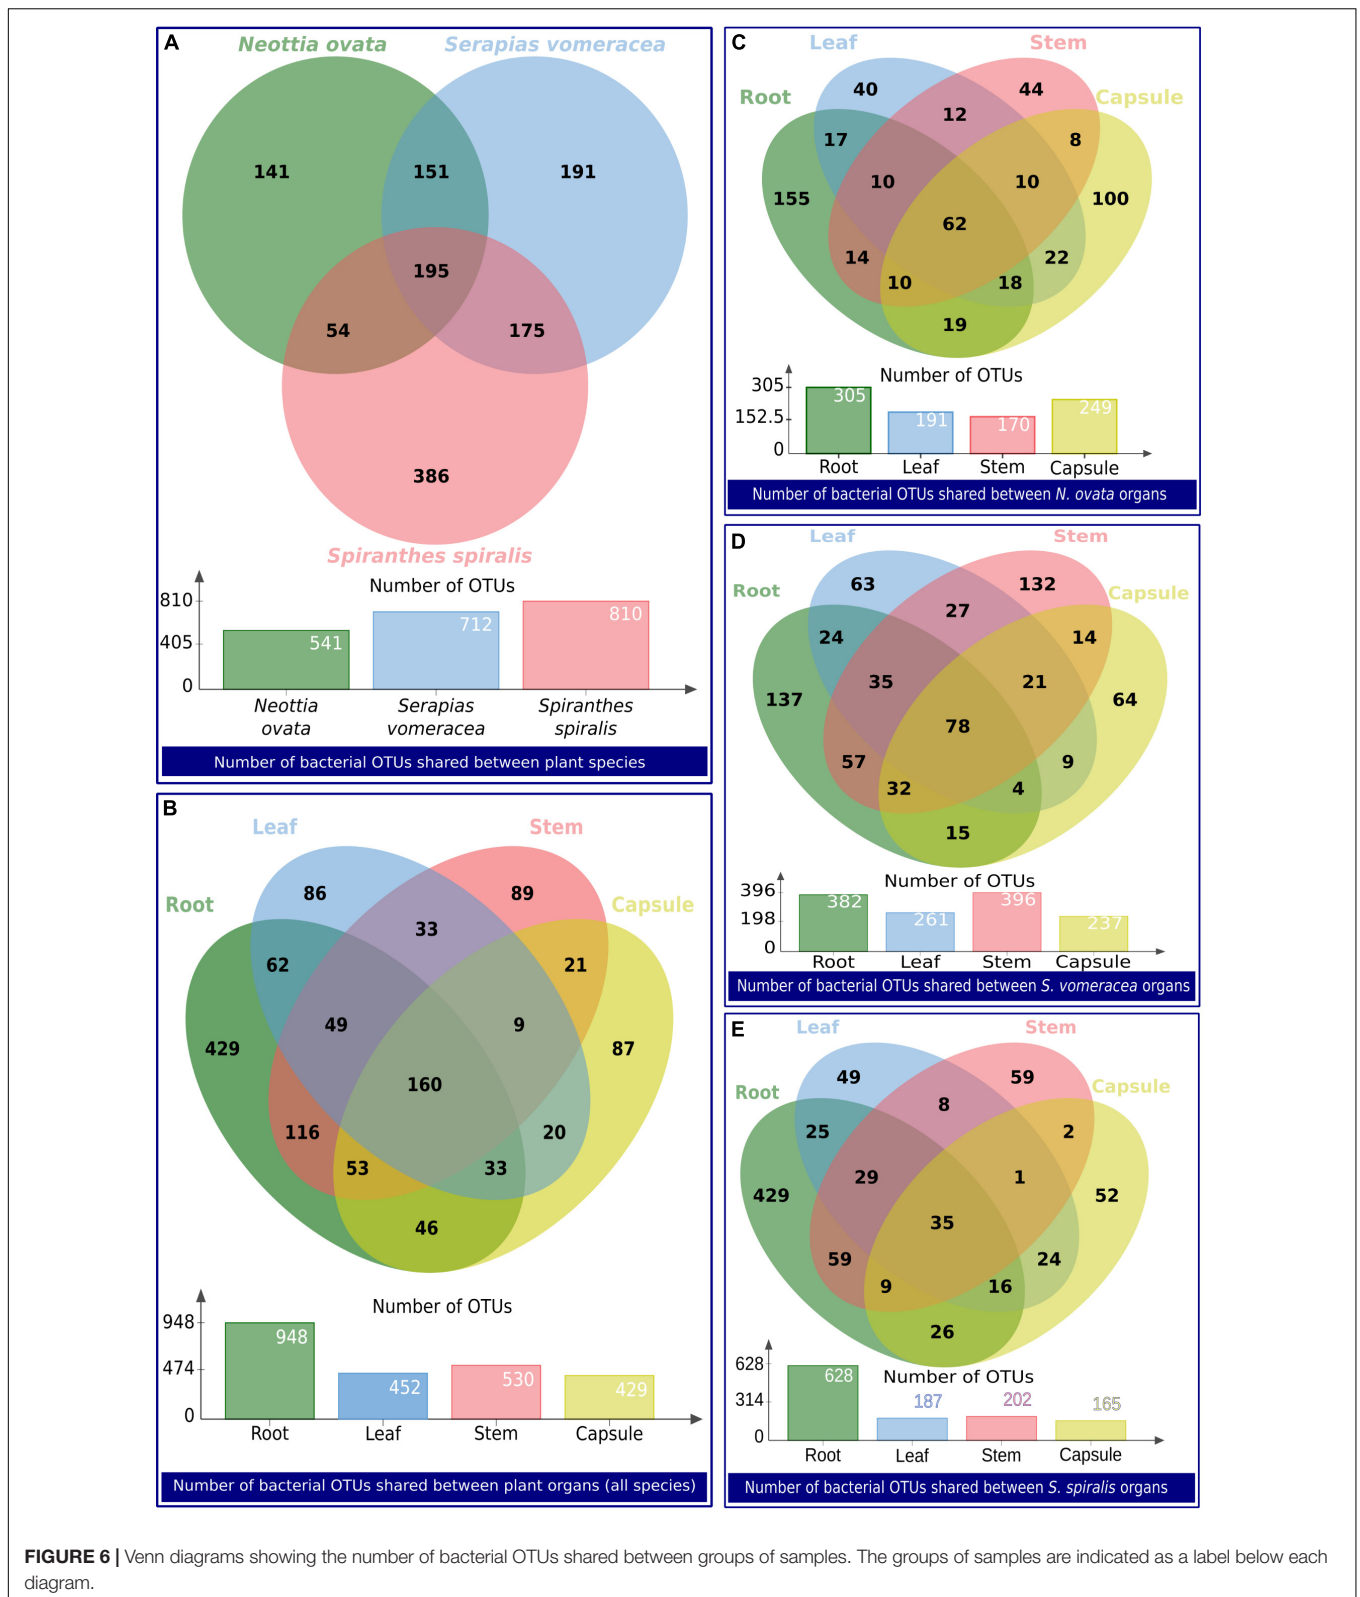 A
Neottia ovata
Serapias vomeracea
141
151
191
195
54
175
386
Spiranthes spiralis
Number of OTUs
810
405
0
541
712
810
Neottia ovata
Serapias vomeracea
Spiranthes spiralis
Number of bacterial OTUs shared between plant species
B
Leaf
Stem
Root
Capsule
86
89
33
62
21
49
9
429
87
160
116
20
53
33
46
Number of OTUs
948
474
0
948
452
530
429
Root
Leaf
Stem
Capsule
Number of bacterial OTUs shared between plant organs (all species)
C
Leaf
Stem
Root
Capsule
40
44
12
17
8
10
10
155
100
62
14
22
10
18
19
Number of OTUs
305
152.5
0
305
191
170
249
Root
Leaf
Stem
Capsule
Number of bacterial OTUs shared between N. ovata organs
D
Leaf
Stem
Root
Capsule
63
132
27
24
14
35
21
137
64
78
57
9
32
4
15
Number of OTUs
396
198
0
382
261
396
237
Root
Leaf
Stem
Capsule
Number of bacterial OTUs shared between S. vomeracea organs
E
Leaf
Stem
Root
Capsule
49
59
8
25
2
29
1
429
52
35
59
24
9
16
26
Number of OTUs
628
314
0
628
187
202
165
Root
Leaf
Stem
Capsule
Number of bacterial OTUs shared between S. spiralis organs
FIGURE 6 | Venn diagrams showing the number of bacterial OTUs shared between groups of samples. The groups of samples are indicated as a label below each
diagram.